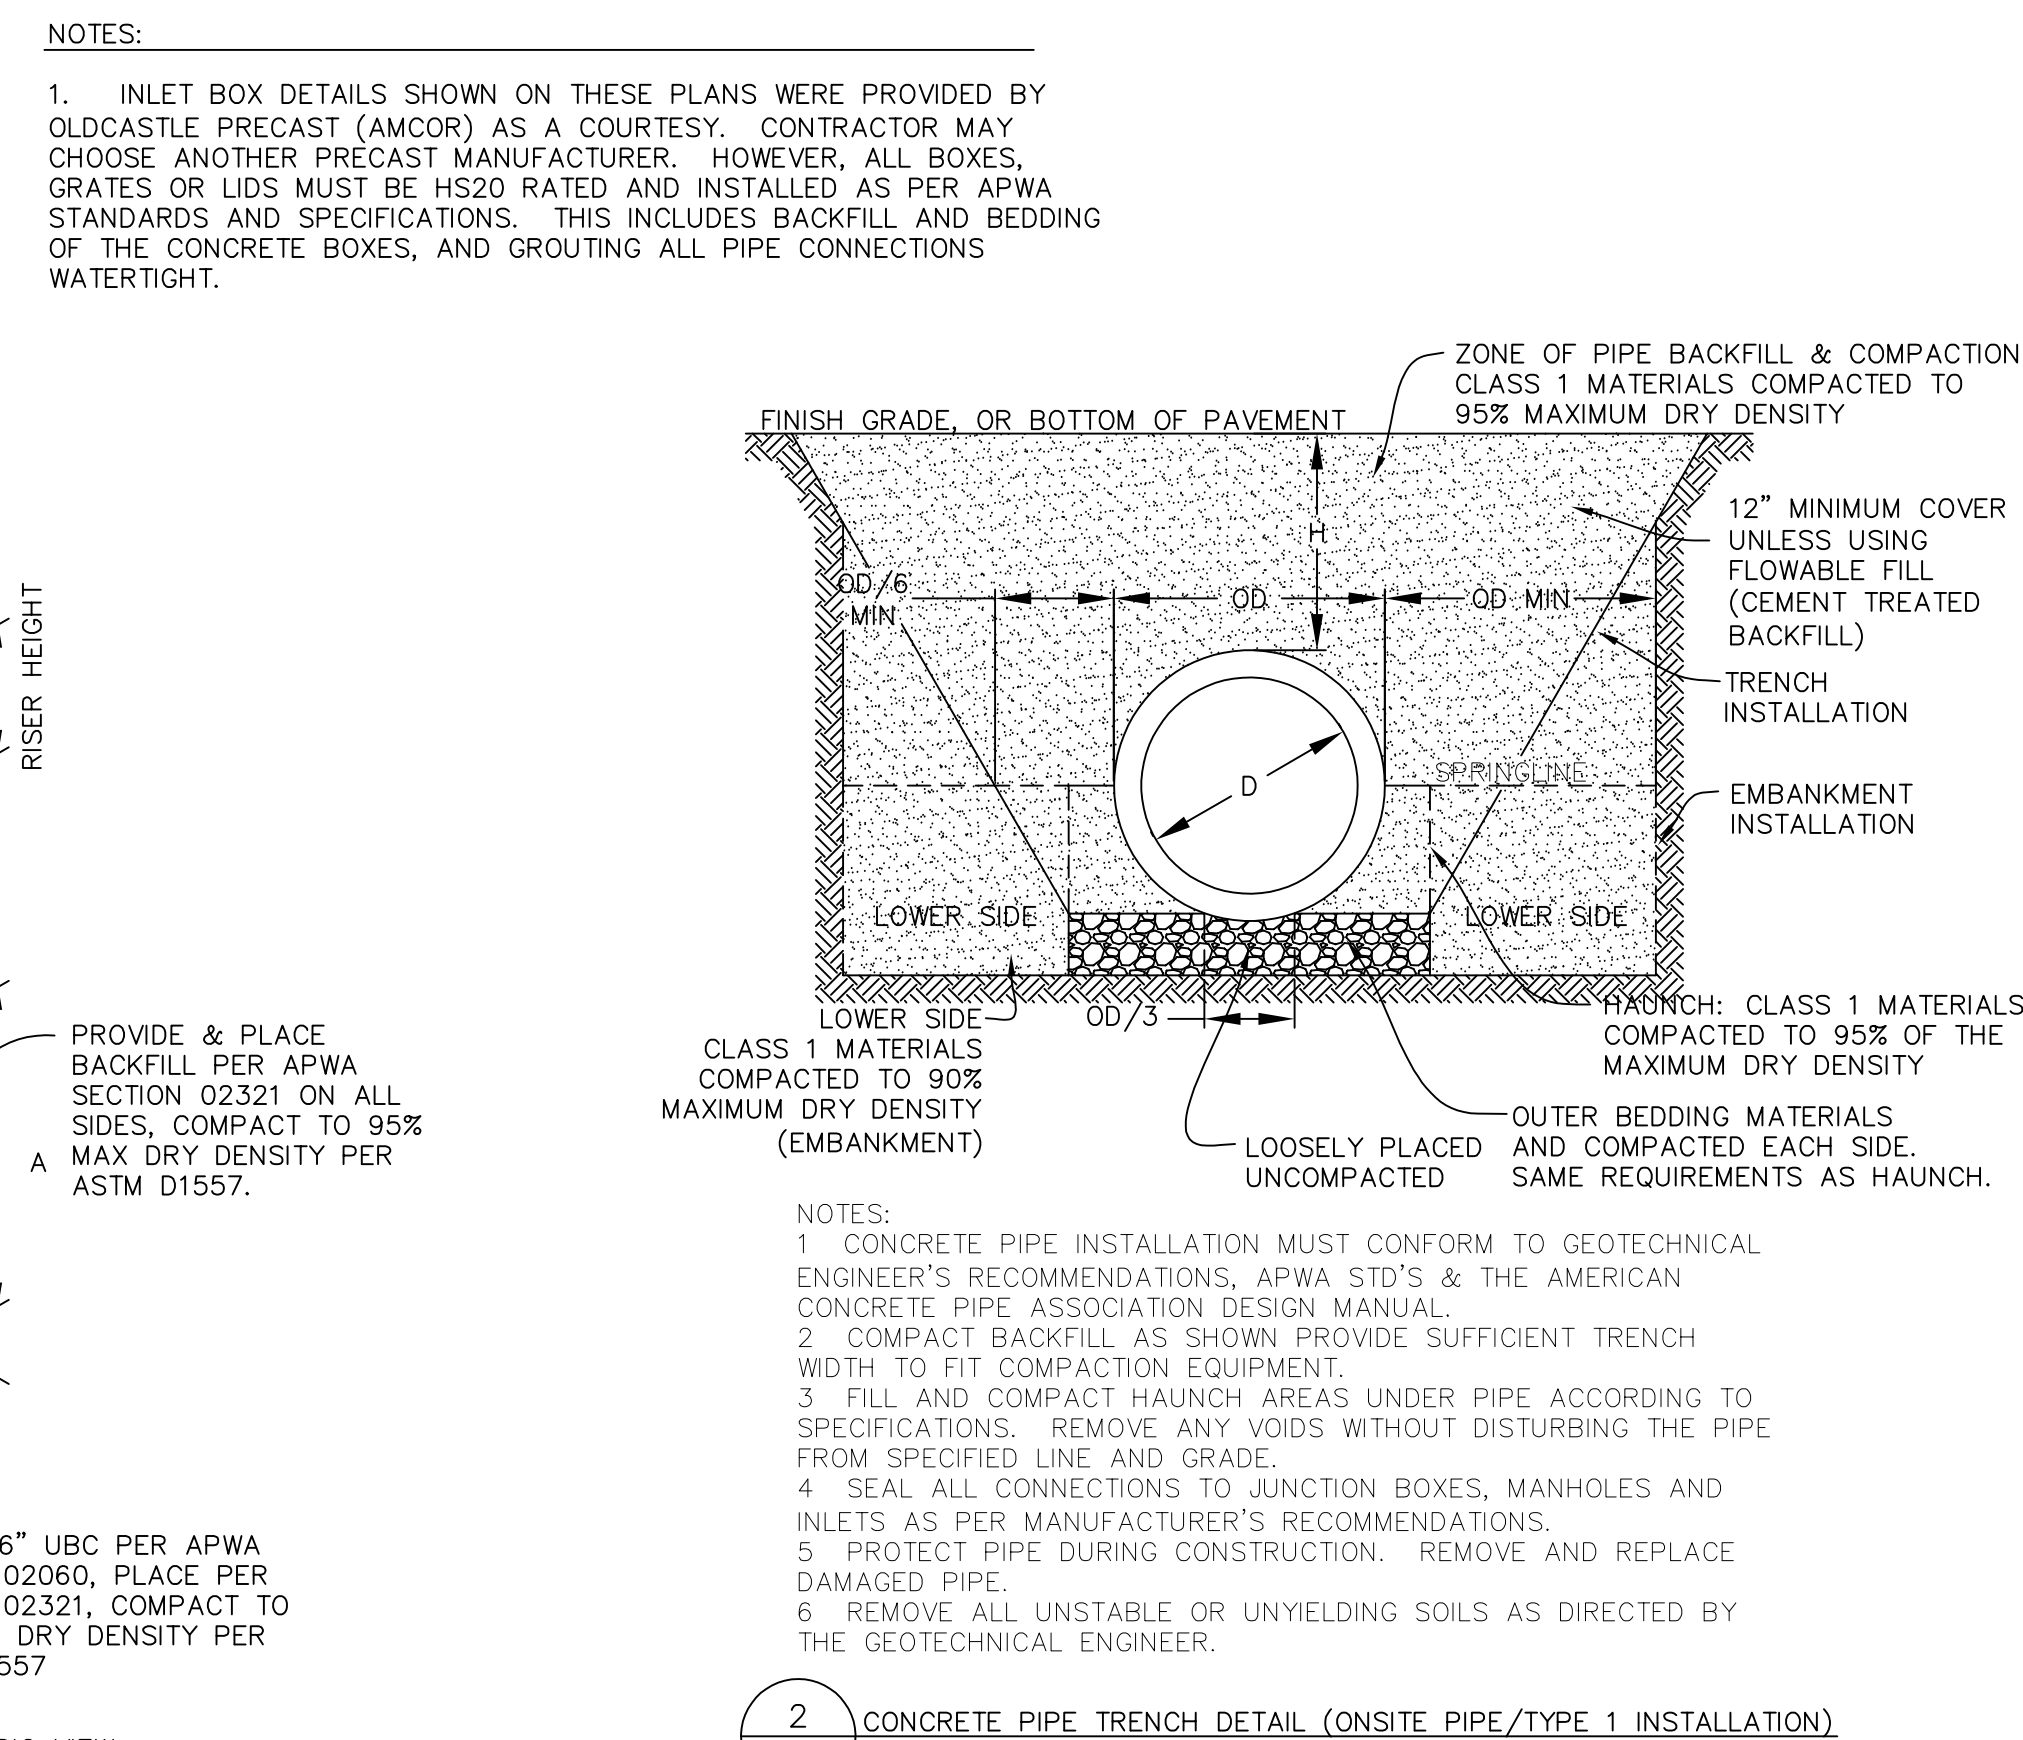 NOTES:
1. INLET BOX DETAILS SHOWN ON THESE PLANS WERE PROVIDED BY
OLDCASTLE PRECAST (AMCOR) AS A COURTESY. CONTRACTOR MAY
CHOOSE ANOTHER PRECAST MANUFACTURER. HOWEVER, ALL BOXES,
GRATES OR LIDS MUST BE HS20 RATED AND INSTALLED AS PER APWA
STANDARDS AND SPECIFICATIONS. THIS INCLUDES BACKFILL AND BEDDING
OF THE CONCRETE BOXES, AND GROUTING ALL PIPE CONNECTIONS
WATERTIGHT.
ZONE OF PIPE BACKFILL & COMPACTION
CLASS 1 MATERIALS COMPACTED TO
95% MAXIMUM DRY DENSITY
FINISH GRADE, OR BOTTOM OF PAVEMENT
12" MINIMUM COVER
UNLESS USING
FLOWABLE FILL
(CEMENT TREATED
BACKFILL)
H
OD/6
MIN
OD
OD MIN
TRENCH
INSTALLATION
RISER HEIGHT
D
SPRINGLINE
EMBANKMENT
INSTALLATION
LOWER SIDE
LOWER SIDE
LOWER SIDE
CLASS 1 MATERIALS
COMPACTED TO 90%
MAXIMUM DRY DENSITY
(EMBANKMENT)
OD/3
HAUNCH: CLASS 1 MATERIALS
COMPACTED TO 95% OF THE
MAXIMUM DRY DENSITY
LOOSELY PLACED
UNCOMPACTED
OUTER BEDDING MATERIALS
AND COMPACTED EACH SIDE.
SAME REQUIREMENTS AS HAUNCH.
PROVIDE & PLACE
BACKFILL PER APWA
SECTION 02321 ON ALL
SIDES, COMPACT TO 95%
MAX DRY DENSITY PER
ASTM D1557.
A
NOTES:
1 CONCRETE PIPE INSTALLATION MUST CONFORM TO GEOTECHNICAL
ENGINEER'S RECOMMENDATIONS, APWA STD'S & THE AMERICAN
CONCRETE PIPE ASSOCIATION DESIGN MANUAL.
2 COMPACT BACKFILL AS SHOWN PROVIDE SUFFICIENT TRENCH
WIDTH TO FIT COMPACTION EQUIPMENT.
3 FILL AND COMPACT HAUNCH AREAS UNDER PIPE ACCORDING TO
SPECIFICATIONS. REMOVE ANY VOIDS WITHOUT DISTURBING THE PIPE
FROM SPECIFIED LINE AND GRADE.
4 SEAL ALL CONNECTIONS TO JUNCTION BOXES, MANHOLES AND
INLETS AS PER MANUFACTURER'S RECOMMENDATIONS.
5 PROTECT PIPE DURING CONSTRUCTION. REMOVE AND REPLACE
DAMAGED PIPE.
6 REMOVE ALL UNSTABLE OR UNYIELDING SOILS AS DIRECTED BY
THE GEOTECHNICAL ENGINEER.
6" UBC PER APWA
02060, PLACE PER
02321, COMPACT TO
DRY DENSITY PER
557
2
CONCRETE PIPE TRENCH DETAIL (ONSITE PIPE/TYPE 1 INSTALLATION)